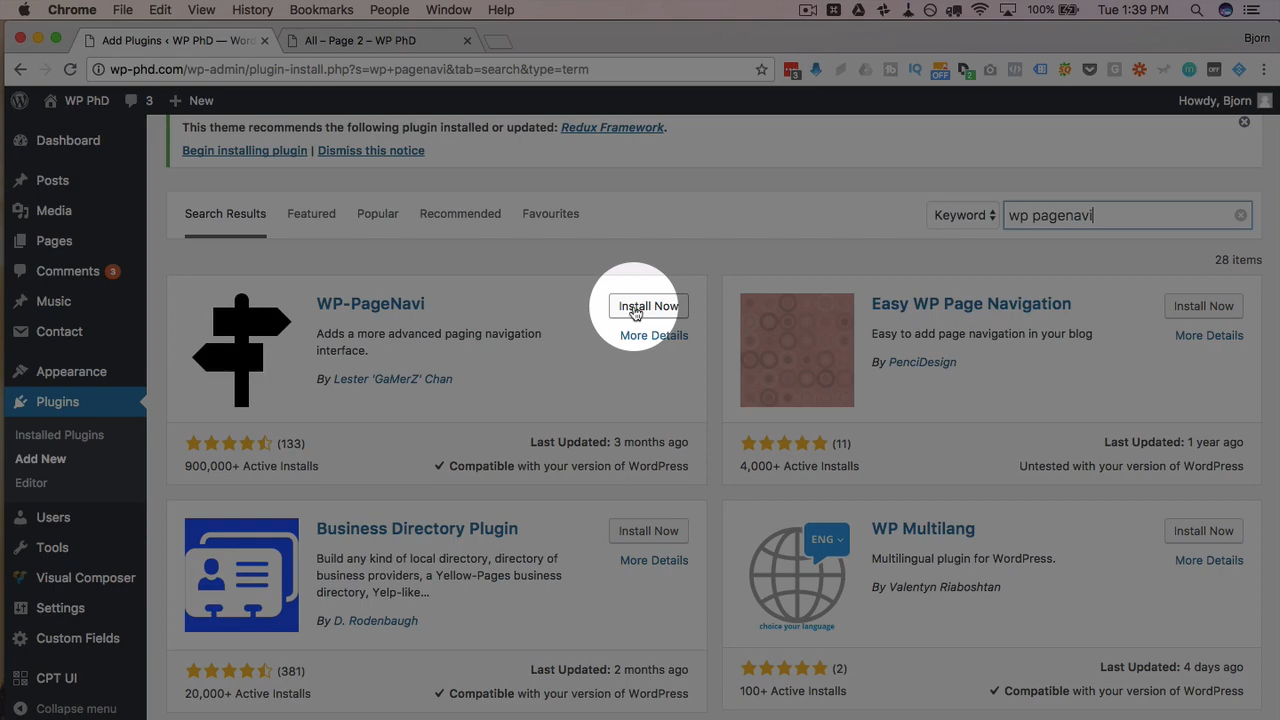 Chrome File Edit View History Bookmarks People Window Help 100% Tue 1:39 PM
Add Plugins ‹ WP PhD — Word All – Page 2 – WP PhD Bjorn
wp-phd.com/wp-admin/plugin-install.php?s=wp+pagenavi&tab=search&type=term
WP PhD 3 New Howdy, Bjorn
Dashboard
Posts
Media
Pages
Comments 3
Music
Contact
Appearance
Plugins
Installed Plugins
Add New
Editor
Users
Tools
Visual Composer
Settings
Custom Fields
CPT UI
Collapse menu
This theme recommends the following plugin installed or updated: Redux Framework.
Begin installing plugin | Dismiss this notice
Search Results Featured Popular Recommended Favourites Keyword wp pagenavi
28 items
WP-PageNavi
Install Now
More Details
Adds a more advanced paging navigation
interface.
By Lester 'GaMerZ' Chan
(133) Last Updated: 3 months ago
900,000+ Active Installs ✔ Compatible with your version of WordPress
Easy WP Page Navigation
Install Now
More Details
Easy to add page navigation in your blog
By PenciDesign
(11) Last Updated: 1 year ago
4,000+ Active Installs Untested with your version of WordPress
Business Directory Plugin
Install Now
More Details
Build any kind of local directory, directory of
business providers, a Yellow-Pages business
directory, Yelp-like...
By D. Rodenbaugh
(381) Last Updated: 2 months ago
20,000+ Active Installs ✔ Compatible with your version of WordPress
ENG
choice your language
WP Multilang
Install Now
More Details
Multilingual plugin for WordPress.
By Valentyn Riaboshtan
(2) Last Updated: 4 days ago
100+ Active Installs ✔ Compatible with your version of WordPress